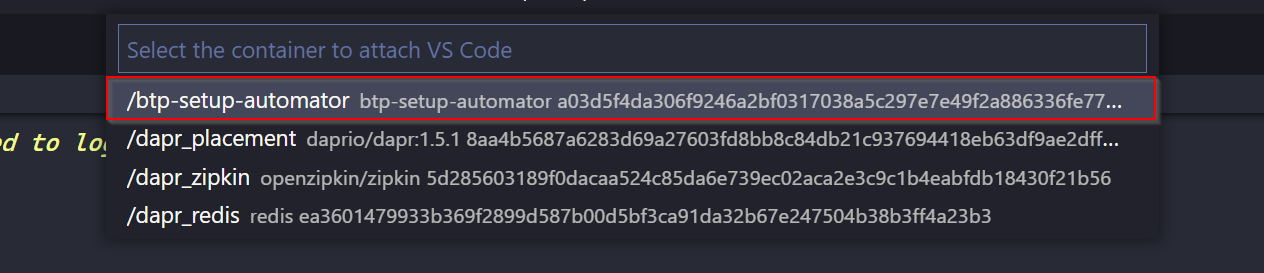 Select the container to attach VS Code
/btp-setup-automator btp-setup-automator a03d5f4da306f9246a2bf0317038a5c297e7e49f2a886336fe77...
ed to log
/dapr_placement daprio/dapr:1.5.1 8aa4b5687a6283d69a27603fd8bb8c84db21c937694418eb63df9ae2dff...
/dapr_zipkin openzipkin/zipkin 5d285603189f0dacaa524c85da6e739ec02aca2e3c9c1b4eabfdb18430f21b56
/dapr_redis redis ea3601479933b369f2899d587b00d5bf3ca91da32b67e247504b38b3ff4a23b3